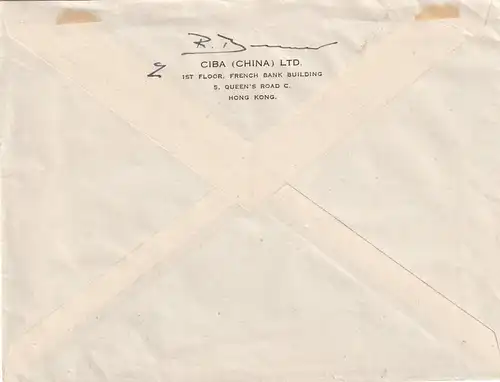 R.
CIBA (CHINA) LTD.
1ST FLOOR, FRENCH BANK BUILDING
5, QUEEN'S ROAD C.
HONG KONG.